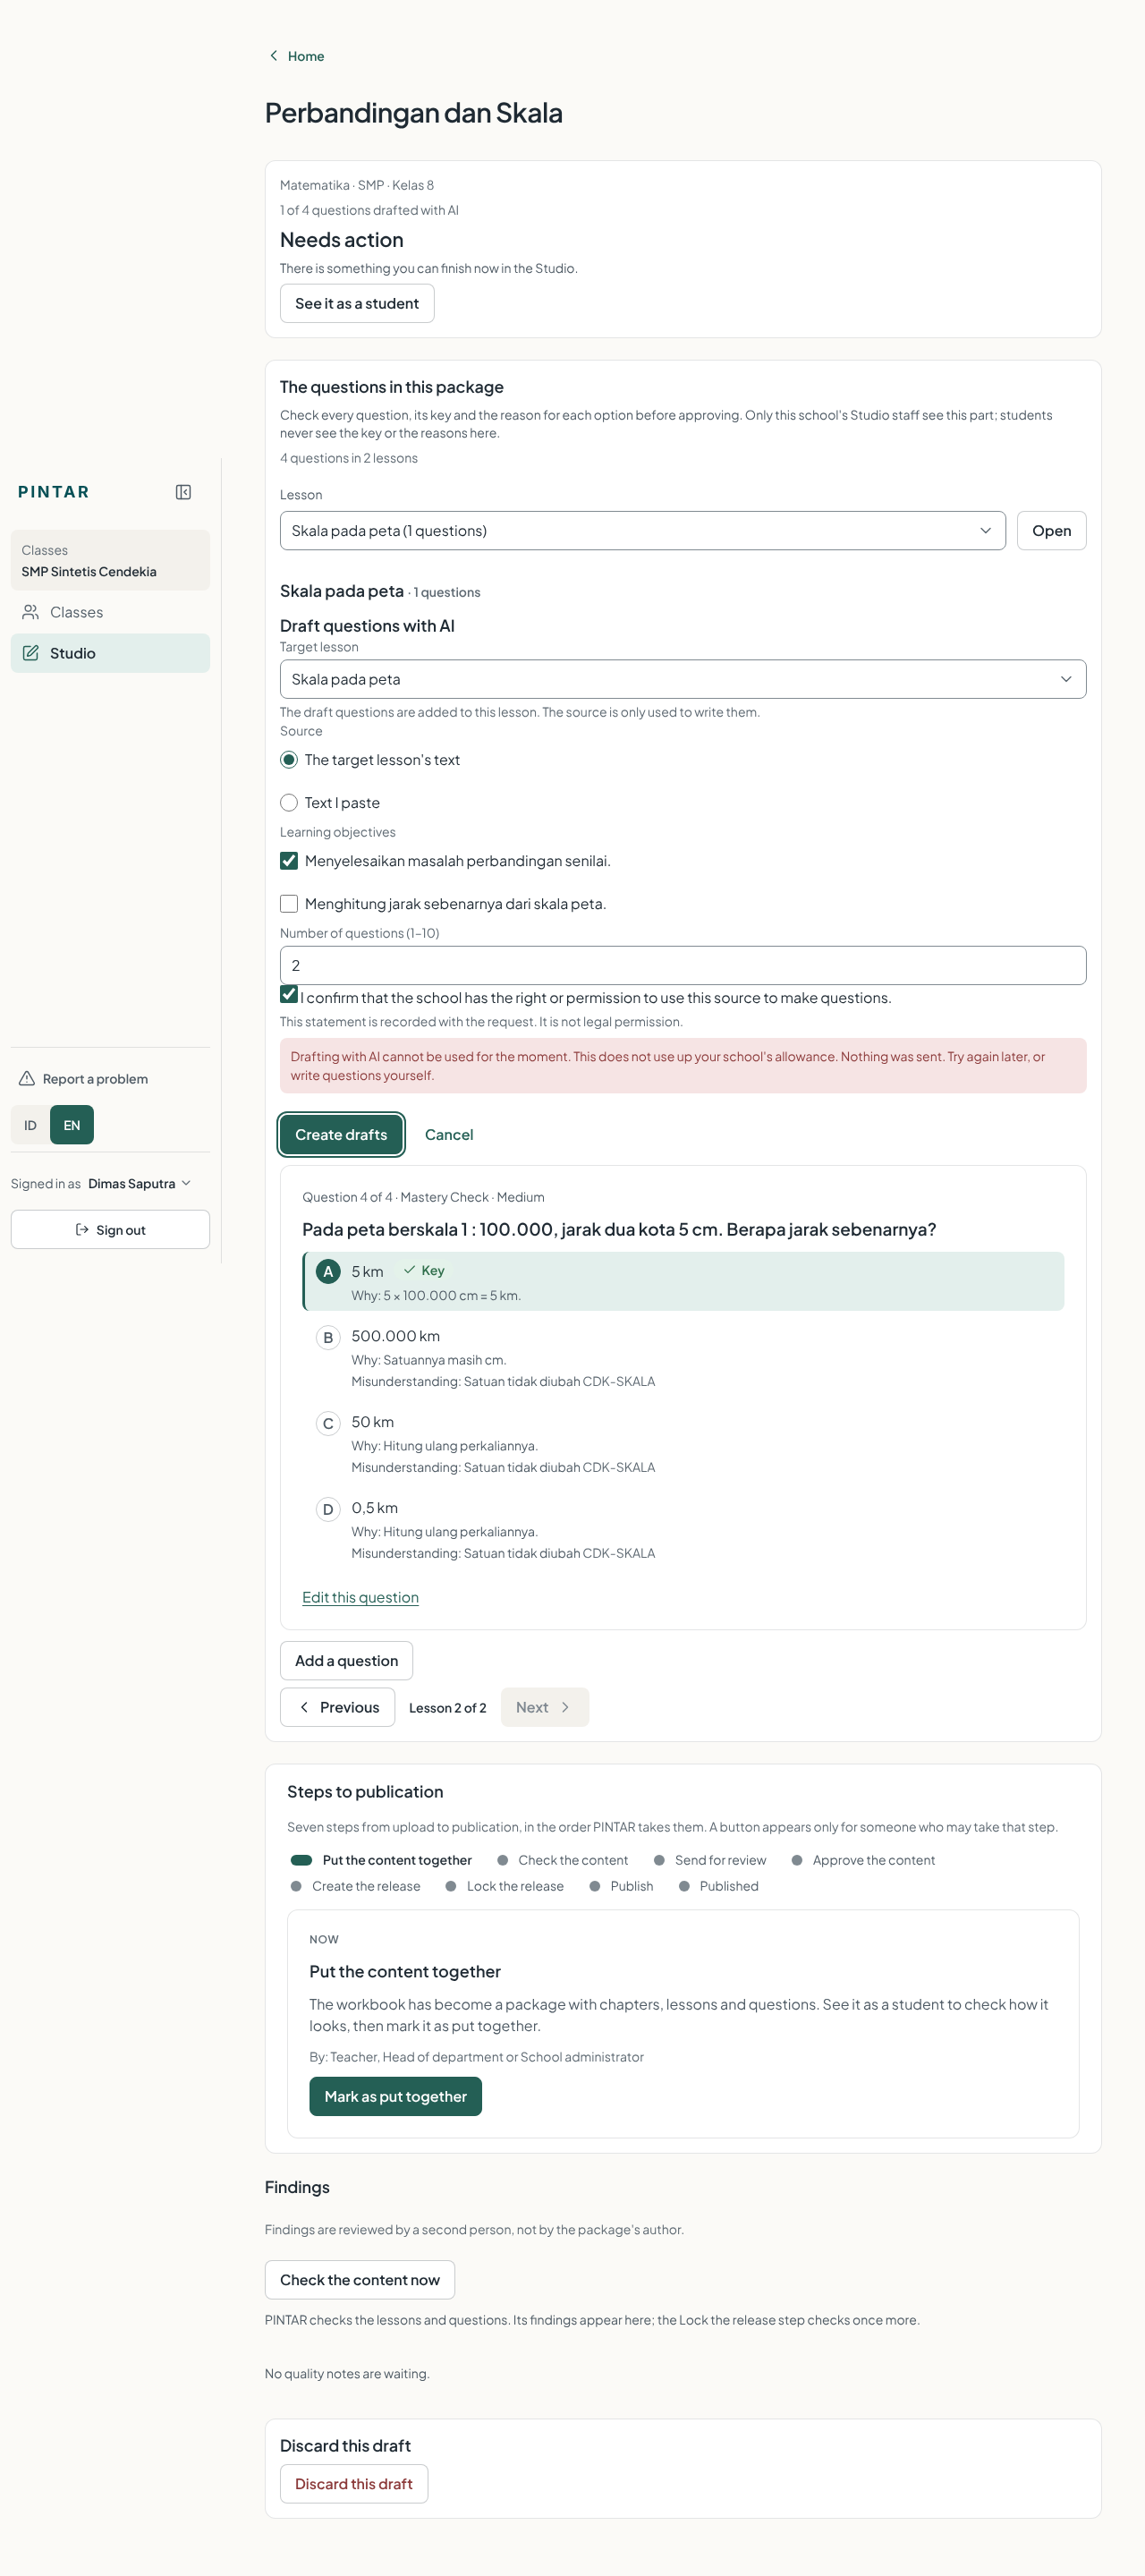 Home
Perbandingan dan Skala
Matematika · SMP · Kelas 8
1 of 4 questions drafted with AI
Needs action
There is something you can finish now in the Studio.
See it as a student
The questions in this package
Check every question, its key and the reason for each option before approving. Only this school's Studio staff see this part; students
never see the key or the reasons here.
4 questions in 2 lessons
Lesson
Skala pada peta (1 questions)
Open
Skala pada peta · 1 questions
Draft questions with AI
Target lesson
Skala pada peta
The draft questions are added to this lesson. The source is only used to write them.
Source
The target lesson's text
Text I paste
Learning objectives
Menyelesaikan masalah perbandingan senilai.
Menghitung jarak sebenarnya dari skala peta.
Number of questions (1–10)
2
I confirm that the school has the right or permission to use this source to make questions.
This statement is recorded with the request. It is not legal permission.
Drafting with AI cannot be used for the moment. This does not use up your school's allowance. Nothing was sent. Try again later, or
write questions yourself.
Create drafts
Cancel
Question 4 of 4 · Mastery Check · Medium
Pada peta berskala 1 : 100.000, jarak dua kota 5 cm. Berapa jarak sebenarnya?
A 5 km Key
Why: 5 × 100.000 cm = 5 km.
B 500.000 km
Why: Satuannya masih cm.
Misunderstanding: Satuan tidak diubah CDK-SKALA
C 50 km
Why: Hitung ulang perkaliannya.
Misunderstanding: Satuan tidak diubah CDK-SKALA
D 0,5 km
Why: Hitung ulang perkaliannya.
Misunderstanding: Satuan tidak diubah CDK-SKALA
Edit this question
Add a question
Previous
Lesson 2 of 2
Next
Steps to publication
Seven steps from upload to publication, in the order PINTAR takes them. A button appears only for someone who may take that step.
Put the content together
Check the content
Send for review
Approve the content
Create the release
Lock the release
Publish
Published
NOW
Put the content together
The workbook has become a package with chapters, lessons and questions. See it as a student to check how it
looks, then mark it as put together.
By: Teacher, Head of department or School administrator
Mark as put together
Findings
Findings are reviewed by a second person, not by the package's author.
Check the content now
PINTAR checks the lessons and questions. Its findings appear here; the Lock the release step checks once more.
No quality notes are waiting.
Discard this draft
Discard this draft
PINTAR
Classes
SMP Sintetis Cendekia
Classes
Studio
Report a problem
ID
EN
Signed in as Dimas Saputra
Sign out